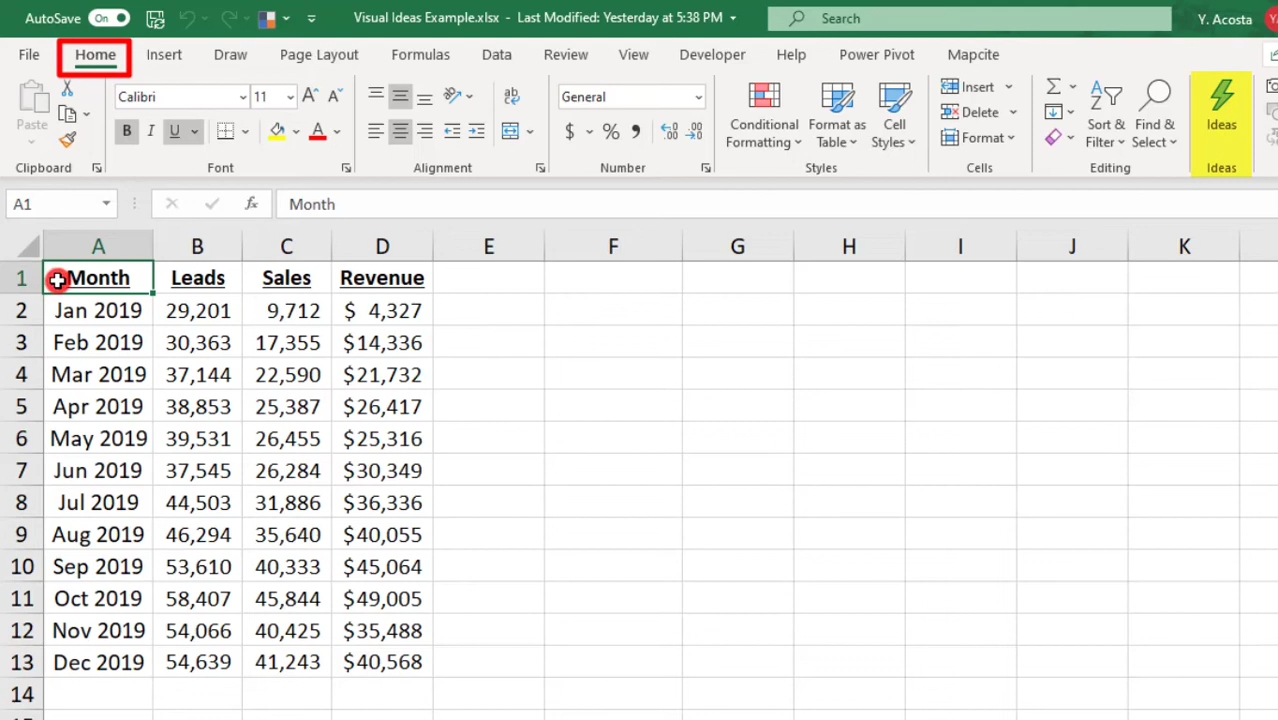 AutoSave On Visual Ideas Example.xlsx - Last Modified: Yesterday at 5:38 PM Search Y. Acosta
File Home Insert Draw Page Layout Formulas Data Review View Developer Help Power Pivot Mapcite
Paste Calibri 11 General Insert Delete Format
B I U $ % Conditional Formatting Format as Table Cell Styles Sort & Filter Find & Select Ideas
Clipboard Font Alignment Number Styles Cells Editing Ideas
A1 fx Month
A B C D E F G H I J K
1 Month Leads Sales Revenue
2 Jan 2019 29,201 9,712 $ 4,327
3 Feb 2019 30,363 17,355 $14,336
4 Mar 2019 37,144 22,590 $21,732
5 Apr 2019 38,853 25,387 $26,417
6 May 2019 39,531 26,455 $25,316
7 Jun 2019 37,545 26,284 $30,349
8 Jul 2019 44,503 31,886 $36,336
9 Aug 2019 46,294 35,640 $40,055
10 Sep 2019 53,610 40,333 $45,064
11 Oct 2019 58,407 45,844 $49,005
12 Nov 2019 54,066 40,425 $35,488
13 Dec 2019 54,639 41,243 $40,568
14